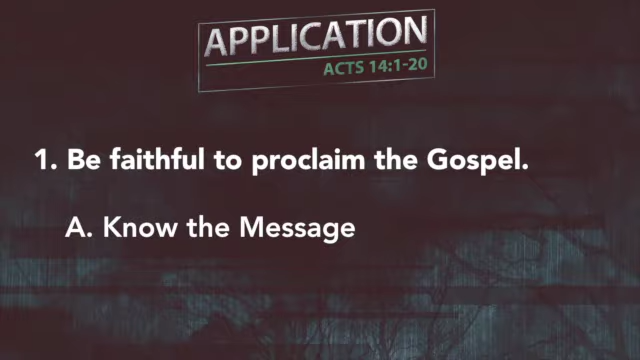 APPLICATION
ACTS 14:1-20
1. Be faithful to proclaim the Gospel.
A. Know the Message